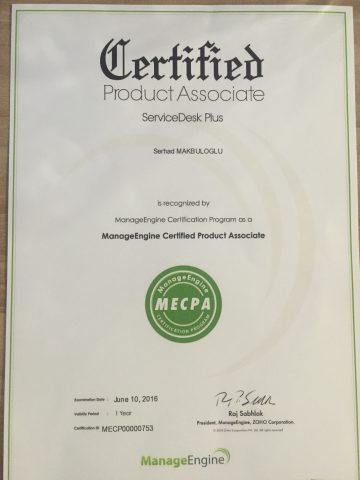 Certified
Product Associate
ServiceDesk Plus
Serhad MAKBULOGLU
is recognized by
ManageEngine Certification Program as a
ManageEngine Certified Product Associate
ManageEngine
MECPA
CERTIFICATION PROGRAM
Examination Date : June 10, 2016
Validity Period : 1 Year
Certification ID : MECP00000753
Raj Sabhlok
President, ManageEngine, ZOHO Corporation.
ManageEngine